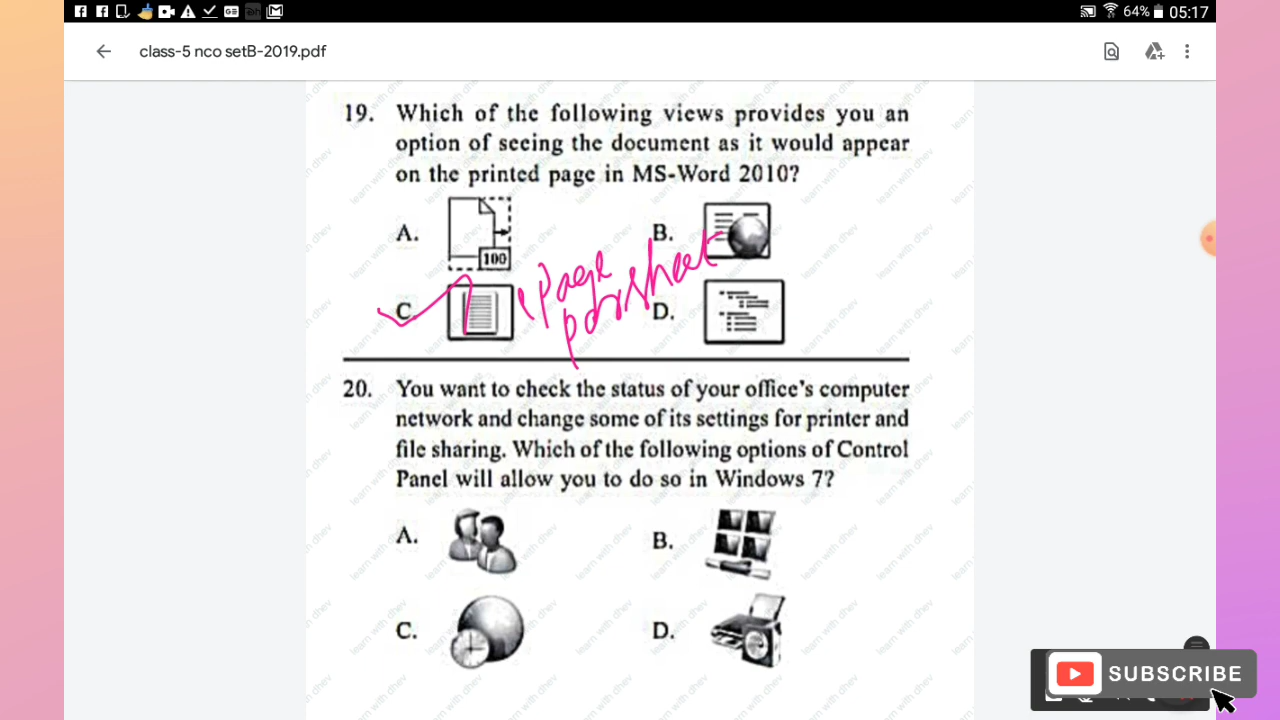 64% 05:17
class-5 nco setB-2019.pdf
19. Which of the following views provides you an
option of seeing the document as it would appear
on the printed page in MS-Word 2010?
A. 100 B.
C. D.
page
20. You want to check the status of your office's computer
network and change some of its settings for printer and
file sharing. Which of the following options of Control
Panel will allow you to do so in Windows 7?
A. B.
C. D.
learn with dhev
SUBSCRIBE